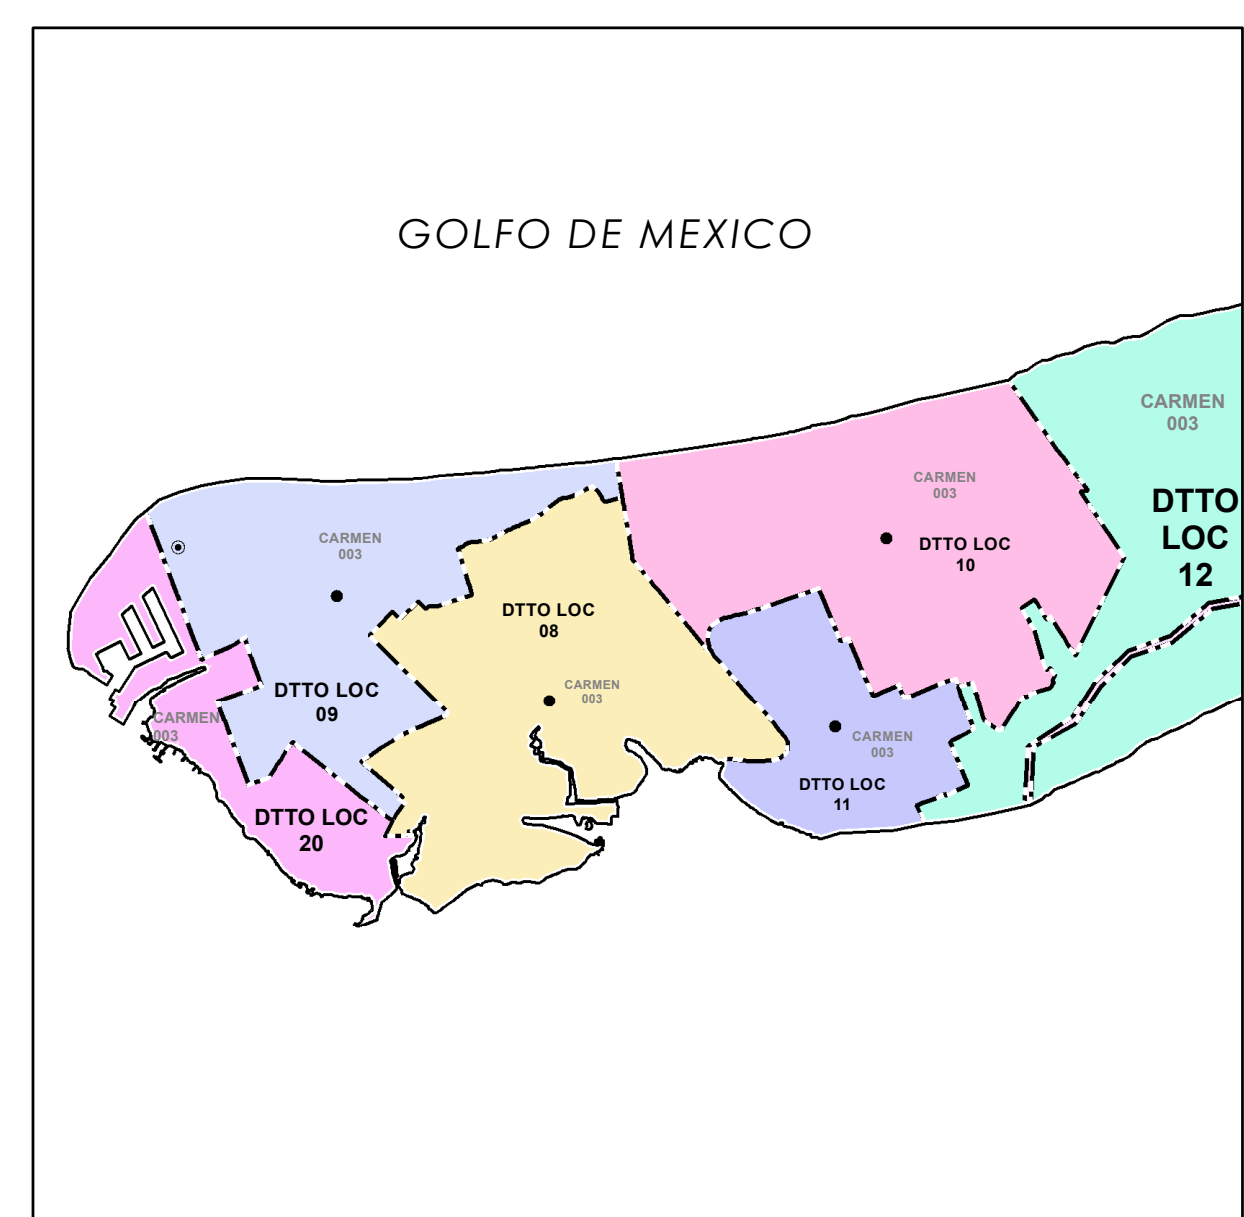 GOLFO DE MEXICO
CARMEN
003
DTTO
LOC
12
CARMEN
003
DTTO LOC
10
CARMEN
003
DTTO LOC
08
CARMEN
003
DTTO LOC
09
CARMEN
003
CARMEN
003
CARMEN
003
DTTO LOC
11
DTTO LOC
20